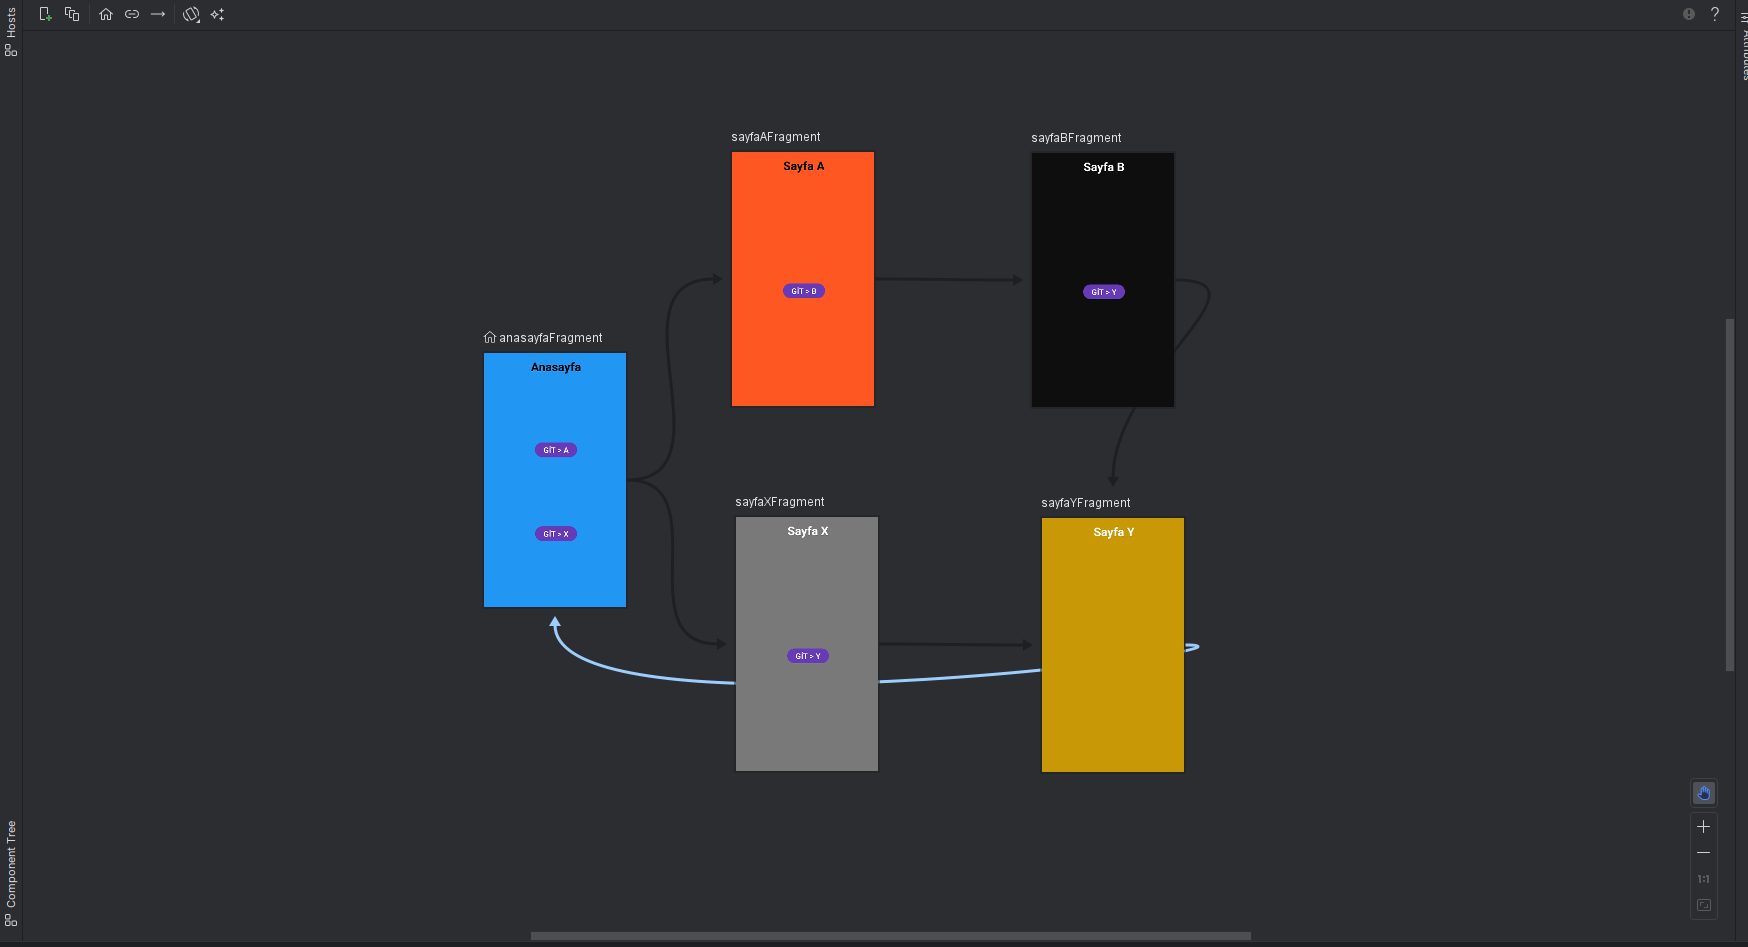 Hosts
?
Attributes
sayfaAFragment
Sayfa A
GİT > B
sayfaBFragment
Sayfa B
GİT > Y
anasayfaFragment
Anasayfa
GİT > A
GİT > X
sayfaXFragment
Sayfa X
GİT > Y
sayfaYFragment
Sayfa Y
Component Tree
1:1